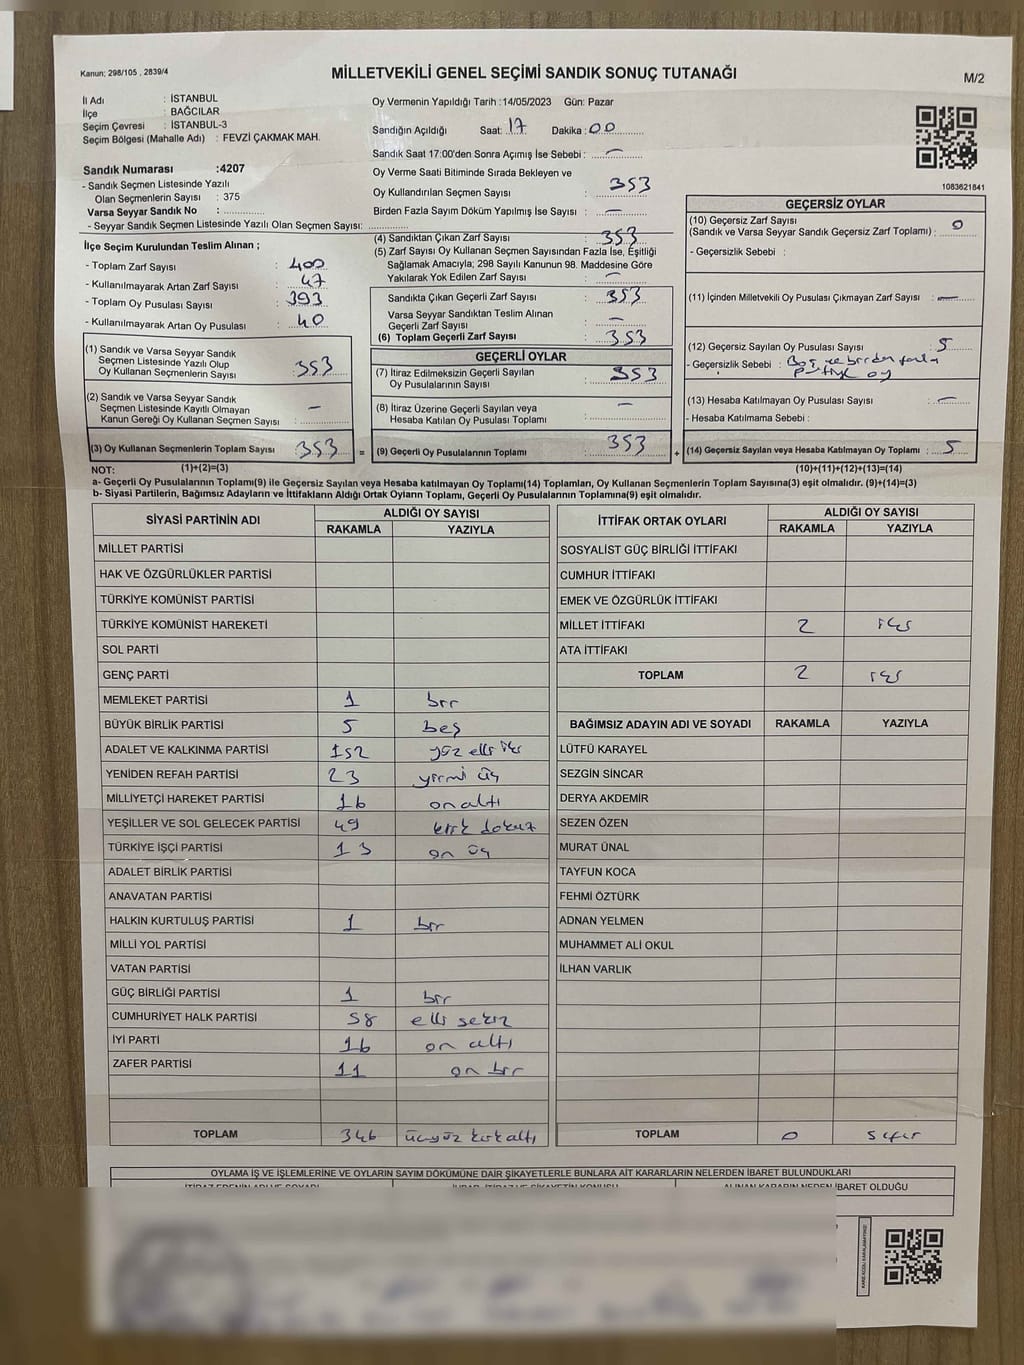 Kanun: 298/105 , 2839/4
MİLLETVEKİLİ GENEL SEÇİMİ SANDIK SONUÇ TUTANAĞI
M/2
İl Adı : İSTANBUL
İlçe : BAĞCILAR
Seçim Çevresi : İSTANBUL-3
Seçim Bölgesi (Mahalle Adı) : FEVZİ ÇAKMAK MAH.
Sandık Numarası :4207
- Sandık Seçmen Listesinde Yazılı
Olan Seçmenlerin Sayısı : 375
Varsa Seyyar Sandık No :
- Seyyar Sandık Seçmen Listesinde Yazılı Olan Seçmen Sayısı:
Oy Vermenin Yapıldığı Tarih :14/05/2023 Gün: Pazar
Sandığın Açıldığı Saat: 17 Dakika : 00
Sandık Saat 17:00'den Sonra Açımış İse Sebebi : —
Oy Verme Saati Bitiminde Sırada Bekleyen ve
Oy Kullandırılan Seçmen Sayısı : 353
Birden Fazla Sayım Döküm Yapılmış İse Sayısı : —
1083621841
İlçe Seçim Kurulundan Teslim Alınan ;
- Toplam Zarf Sayısı : 400
- Kullanılmayarak Artan Zarf Sayısı : 47
- Toplam Oy Pusulası Sayısı : 393
- Kullanılmayarak Artan Oy Pusulası : 40
(1) Sandık ve Varsa Seyyar Sandık
Seçmen Listesinde Yazılı Olup
Oy Kullanan Seçmenlerin Sayısı : 353
(2) Sandık ve Varsa Seyyar Sandık
Seçmen Listesinde Kayıtlı Olmayan
Kanun Gereği Oy Kullanan Seçmen Sayısı : —
(3) Oy Kullanan Seçmenlerin Toplam Sayısı : 353
(4) Sandıktan Çıkan Zarf Sayısı : 353
(5) Zarf Sayısı Oy Kullanan Seçmen Sayısından Fazla İse, Eşitliği
Sağlamak Amacıyla; 298 Sayılı Kanunun 98. Maddesine Göre
Yakılarak Yok Edilen Zarf Sayısı : —
Sandıkta Çıkan Geçerli Zarf Sayısı : 353
Varsa Seyyar Sandıktan Teslim Alınan
Geçerli Zarf Sayısı : —
(6) Toplam Geçerli Zarf Sayısı : 353
GEÇERLİ OYLAR
(7) İtiraz Edilmeksizin Geçerli Sayılan
Oy Pusulalarının Sayısı : 353
(8) İtiraz Üzerine Geçerli Sayılan veya
Hesaba Katılan Oy Pusulası Toplamı : —
= (9) Geçerli Oy Pusulalarının Toplamı : 353 +
GEÇERSİZ OYLAR
(10) Geçersiz Zarf Sayısı
(Sandık ve Varsa Seyyar Sandık Geçersiz Zarf Toplamı) : 0
- Geçersizlik Sebebi :
(11) İçinden Milletvekili Oy Pusulası Çıkmayan Zarf Sayısı : —
(12) Geçersiz Sayılan Oy Pusulası Sayısı : 5
- Geçersizlik Sebebi : Boş ve birden fazla
oy
(13) Hesaba Katılmayan Oy Pusulası Sayısı : —
- Hesaba Katılmama Sebebi :
(14) Geçersiz Sayılan veya Hesaba Katılmayan Oy Toplamı : 5
NOT: (1)+(2)=(3) (10)+(11)+(12)+(13)=(14)
a- Geçerli Oy Pusulalarının Toplamı(9) ile Geçersiz Sayılan veya Hesaba katılmayan Oy Toplamı(14) Toplamları, Oy Kullanan Seçmenlerin Toplam Sayısına(3) eşit olmalıdır. (9)+(14)=(3)
b- Siyasi Partilerin, Bağımsız Adayların ve İttifakların Aldığı Ortak Oyların Toplamı, Geçerli Oy Pusulalarının Toplamına(9) eşit olmalıdır.
SİYASİ PARTİNİN ADI ALDIĞI OY SAYISI
RAKAMLA YAZIYLA
MİLLET PARTİSİ
HAK VE ÖZGÜRLÜKLER PARTİSİ
TÜRKİYE KOMÜNİST PARTİSİ
TÜRKİYE KOMÜNİST HAREKETİ
SOL PARTİ
GENÇ PARTİ
MEMLEKET PARTİSİ 1 bir
BÜYÜK BİRLİK PARTİSİ 5 beş
ADALET VE KALKINMA PARTİSİ 152 yüz elli iki
YENİDEN REFAH PARTİSİ 23 yirmi üç
MİLLİYETÇİ HAREKET PARTİSİ 16 on altı
YEŞİLLER VE SOL GELECEK PARTİSİ 49 kırk dokuz
TÜRKİYE İŞÇİ PARTİSİ 13 on üç
ADALET BİRLİK PARTİSİ
ANAVATAN PARTİSİ
HALKIN KURTULUŞ PARTİSİ 1 bir
MİLLİ YOL PARTİSİ
VATAN PARTİSİ
GÜÇ BİRLİĞİ PARTİSİ 1 bir
CUMHURİYET HALK PARTİSİ 58 elli sekiz
İYİ PARTİ 16 on altı
ZAFER PARTİSİ 11 on bir
TOPLAM 346 üçyüz kırk altı
İTTİFAK ORTAK OYLARI ALDIĞI OY SAYISI
RAKAMLA YAZIYLA
SOSYALİST GÜÇ BİRLİĞİ İTTİFAKI
CUMHUR İTTİFAKI
EMEK VE ÖZGÜRLÜK İTTİFAKI
MİLLET İTTİFAKI 2 iki
ATA İTTİFAKI
TOPLAM 2 iki
BAĞIMSIZ ADAYIN ADI VE SOYADI RAKAMLA YAZIYLA
LÜTFÜ KARAYEL
SEZGİN SİNCAR
DERYA AKDEMİR
SEZEN ÖZEN
MURAT ÜNAL
TAYFUN KOCA
FEHMİ ÖZTÜRK
ADNAN YELMEN
MUHAMMET ALİ OKUL
İLHAN VARLIK
TOPLAM 0 sıfır
OYLAMA İŞ VE İŞLEMLERİNE VE OYLARIN SAYIM DÖKÜMÜNE DAİR ŞİKAYETLERLE BUNLARA AİT KARARLARIN NELERDEN İBARET BULUNDUKLARI
İTİRAZ EDENİN ADI VE SOYADI ALINAN KARARIN NEDEN İBARET OLDUĞU